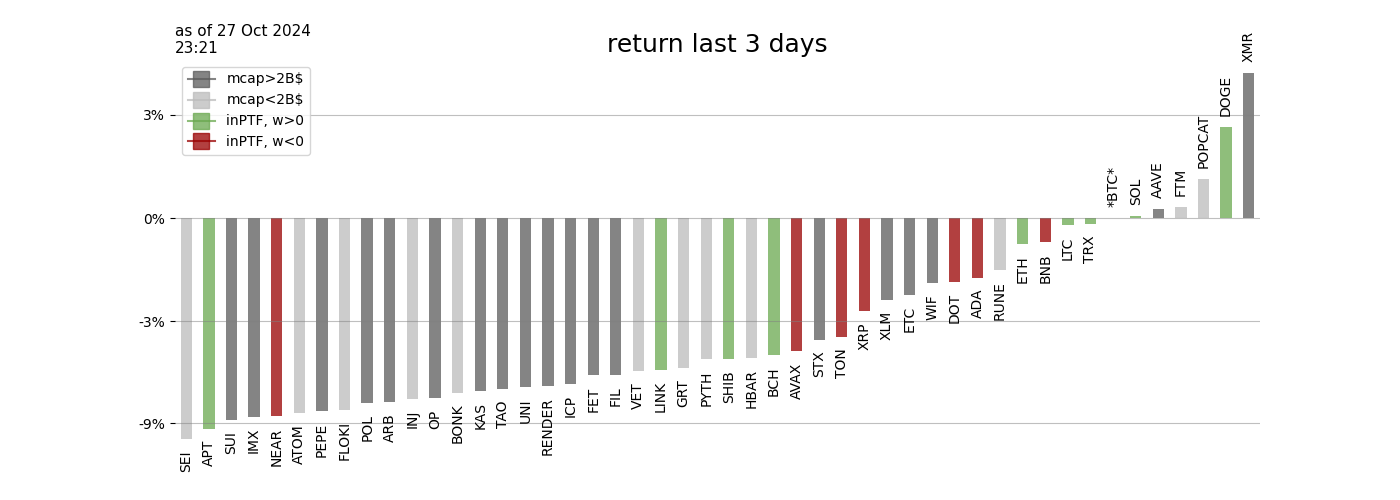 as of 27 Oct 2024
23:21
return last 3 days
mcap>2B$
mcap<2B$
inPTF, w>0
inPTF, w<0
3%
0%
-3%
-9%
SEI
APT
SUI
IMX
NEAR
ATOM
PEPE
FLOKI
POL
ARB
INJ
OP
BONK
KAS
TAO
UNI
RENDER
ICP
FET
FIL
VET
LINK
GRT
PYTH
SHIB
HBAR
BCH
AVAX
STX
TON
XRP
XLM
ETC
WIF
DOT
ADA
RUNE
ETH
BNB
LTC
TRX
*BTC*
SOL
AAVE
FTM
POPCAT
DOGE
XMR